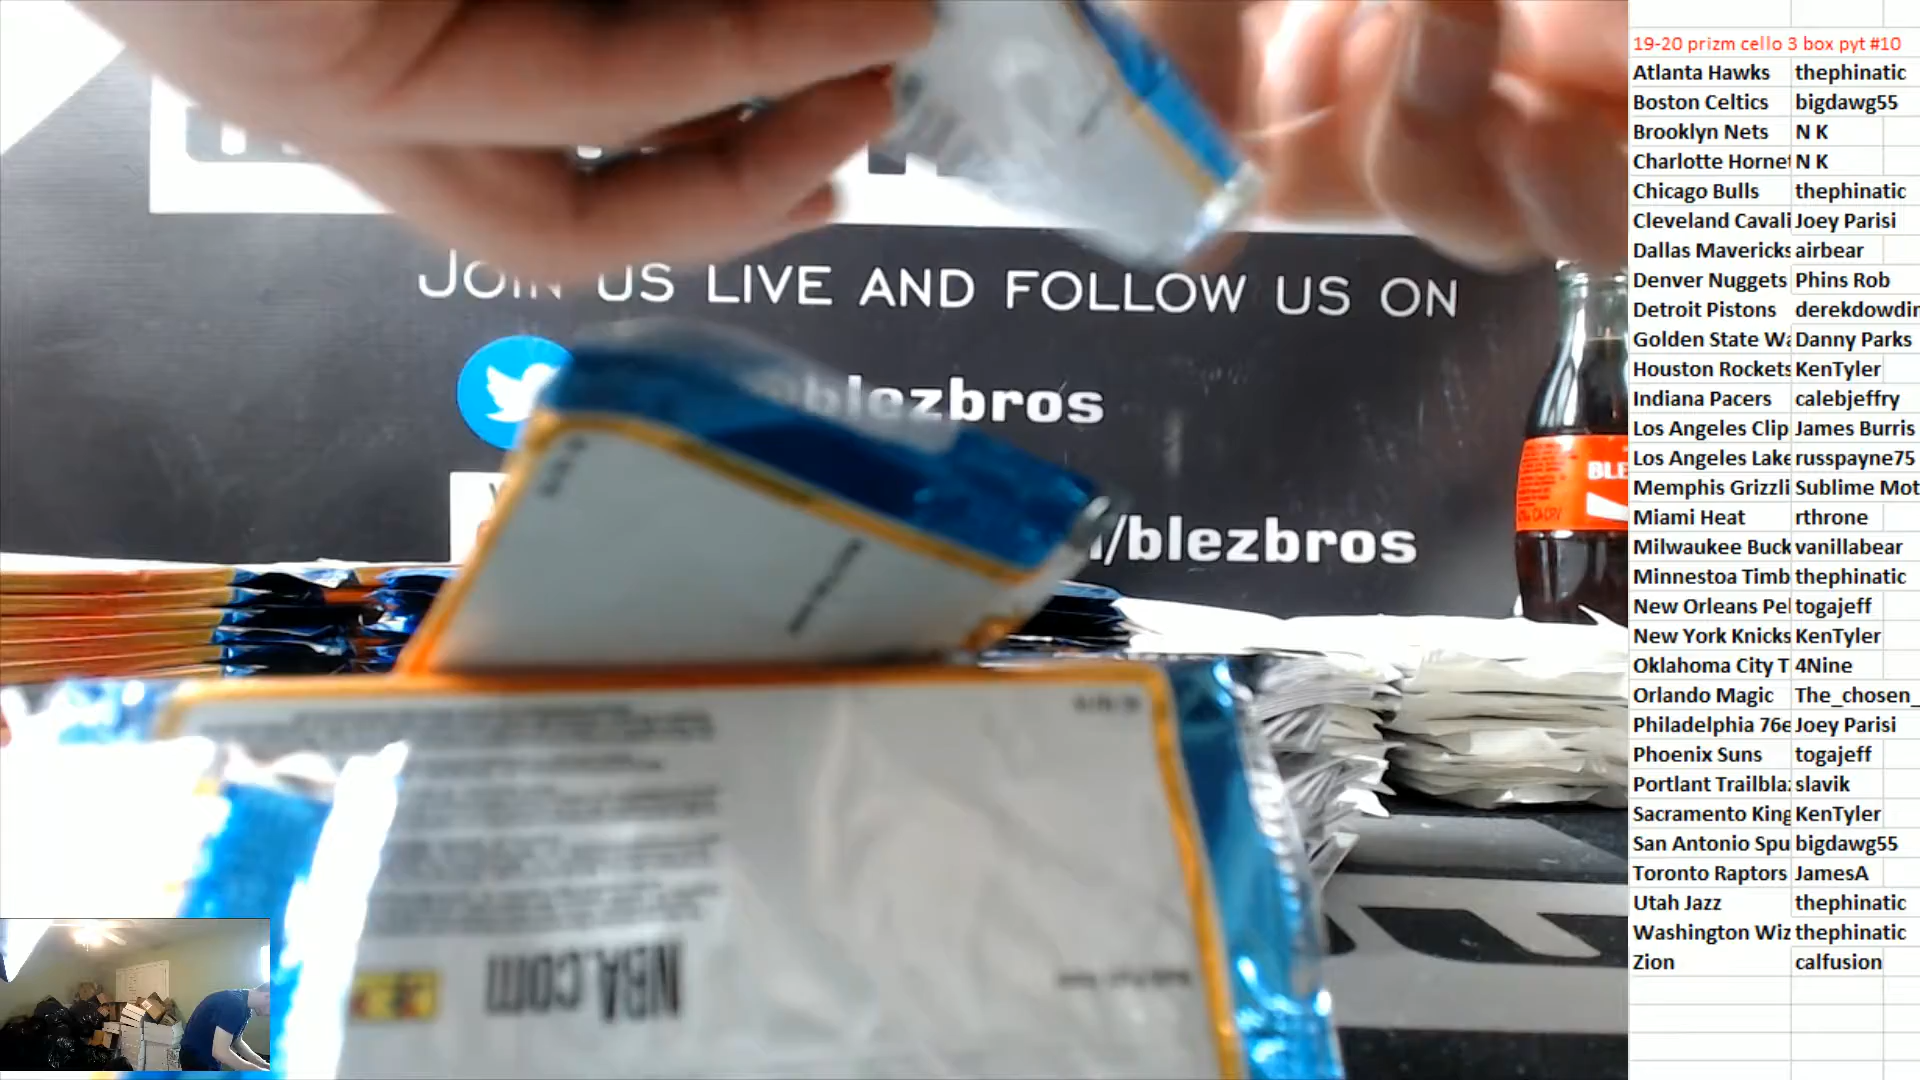 JOIN US LIVE AND FOLLOW US ON
@blezbros
/blezbros
BLE
NBA.COM
19-20 prizm cello 3 box pyt #10
Atlanta Hawks thephinatic
Boston Celtics bigdawg55
Brooklyn Nets N K
Charlotte Hornet N K
Chicago Bulls thephinatic
Cleveland Cavali Joey Parisi
Dallas Mavericks airbear
Denver Nuggets Phins Rob
Detroit Pistons derekdowdin
Golden State Wa Danny Parks
Houston Rockets KenTyler
Indiana Pacers calebjeffry
Los Angeles Clip James Burris
Los Angeles Lake russpayne75
Memphis Grizzli Sublime Mot
Miami Heat rthrone
Milwaukee Buck vanillabear
Minnestoa Timb thephinatic
New Orleans Pel togajeff
New York Knicks KenTyler
Oklahoma City T 4Nine
Orlando Magic The_chosen_
Philadelphia 76e Joey Parisi
Phoenix Suns togajeff
Portlant Trailblaz slavik
Sacramento King KenTyler
San Antonio Spu bigdawg55
Toronto Raptors JamesA
Utah Jazz thephinatic
Washington Wiz thephinatic
Zion calfusion